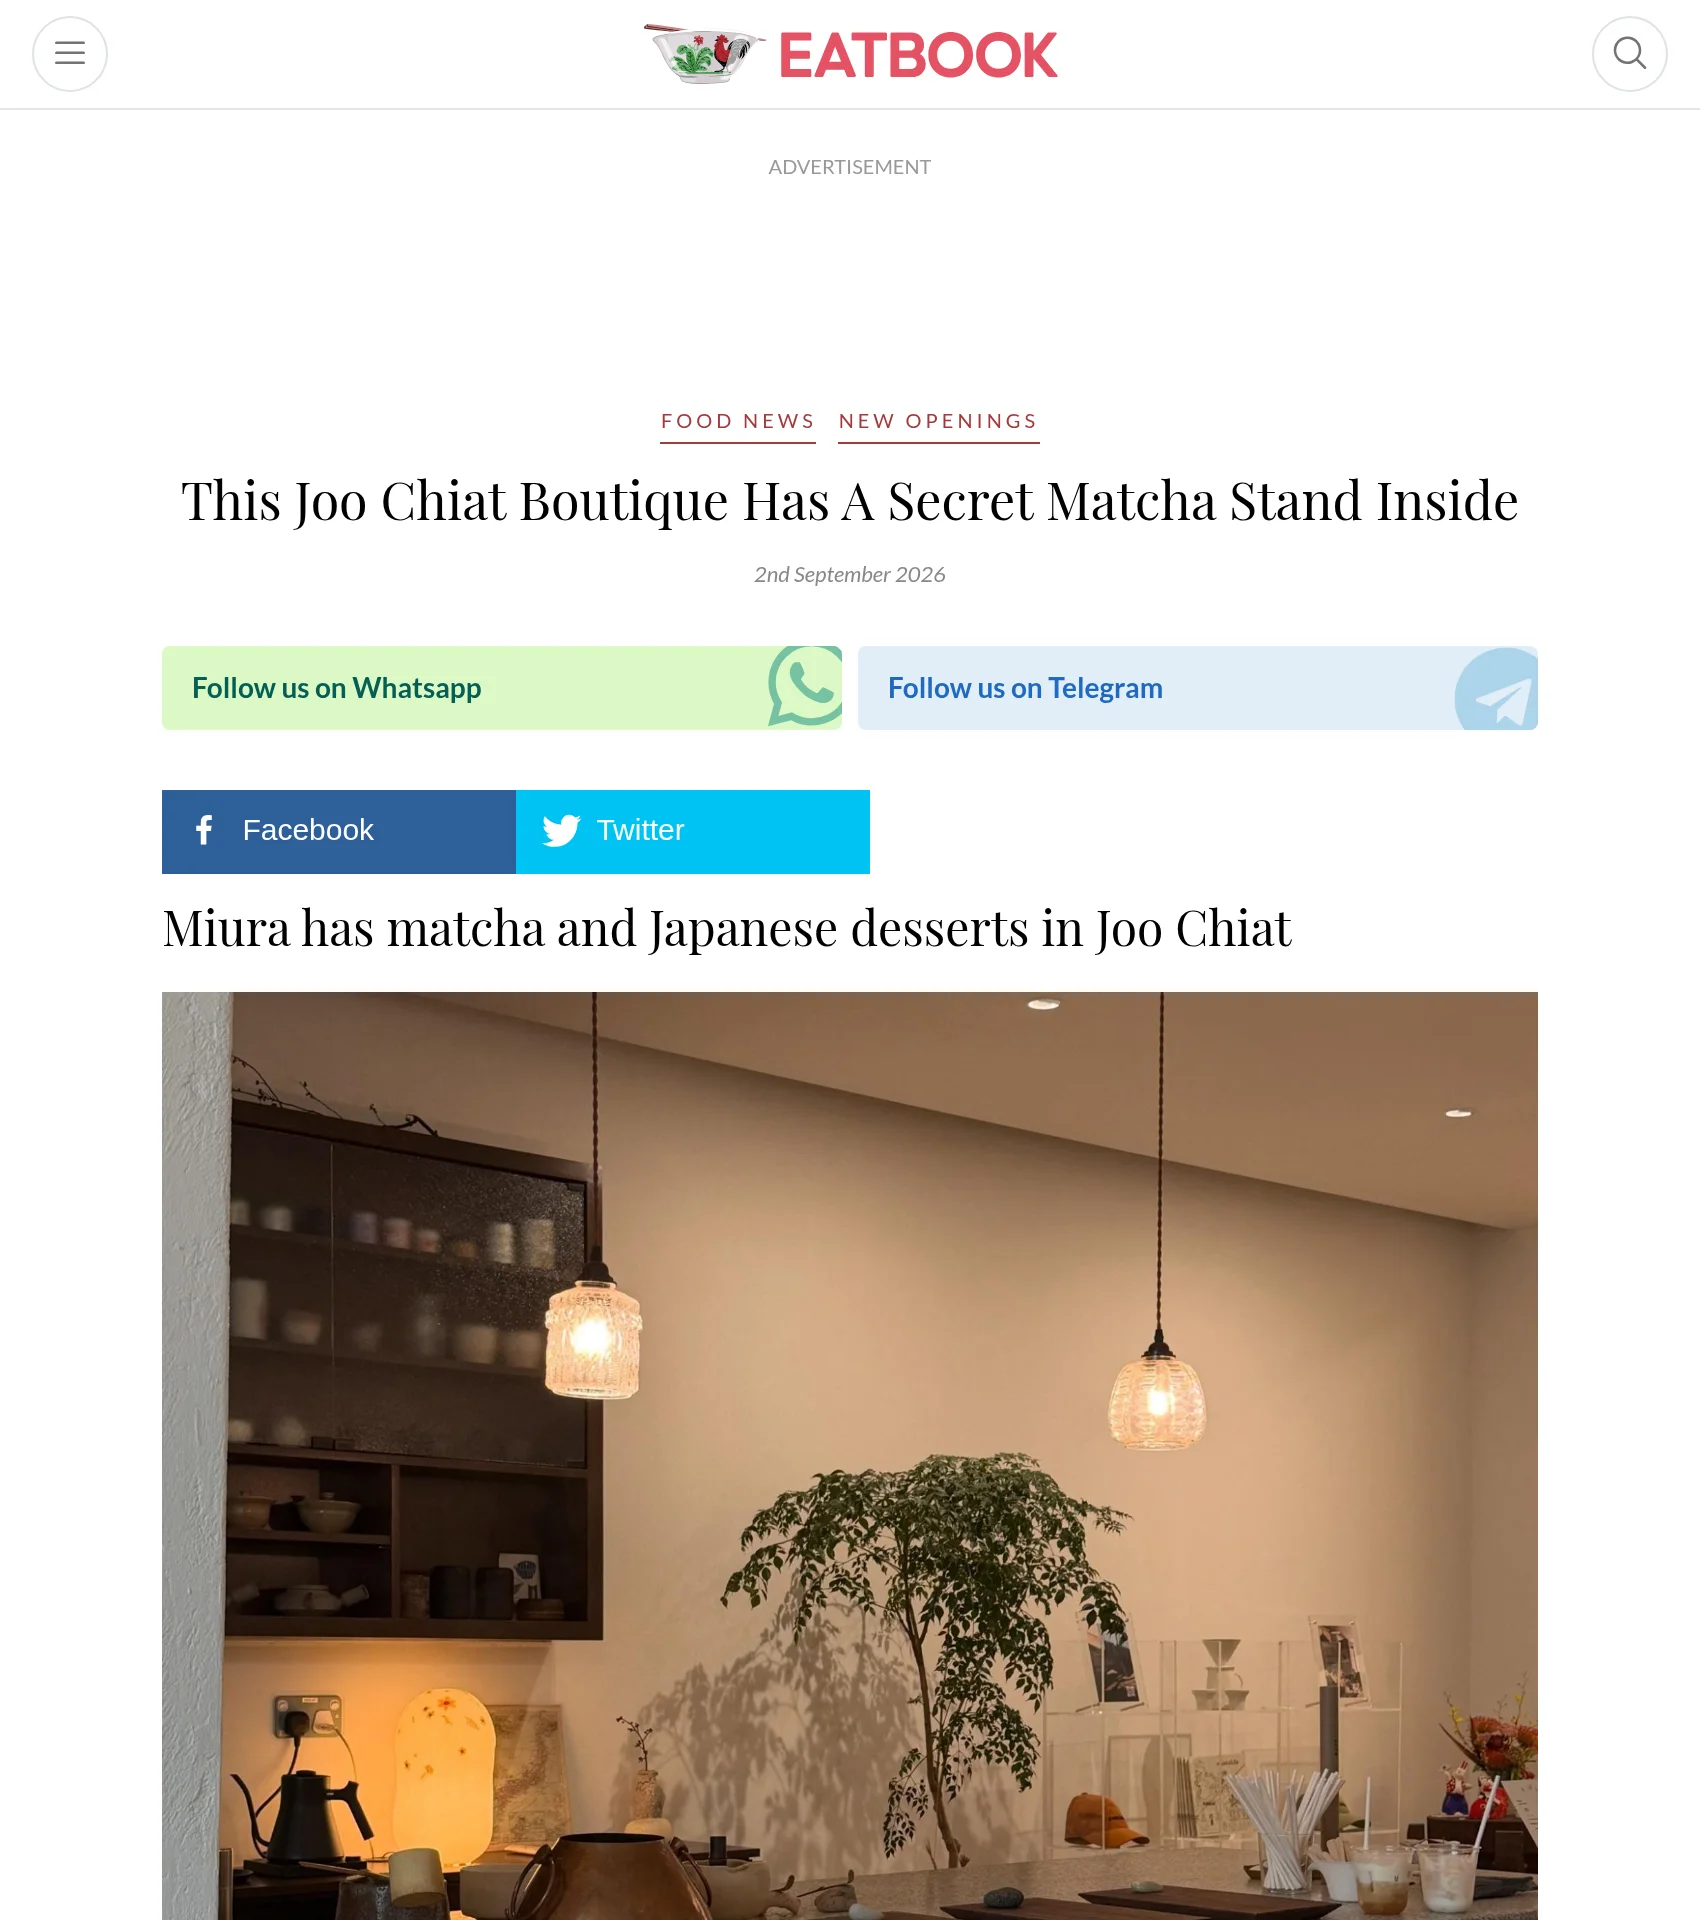 EATBOOK
ADVERTISEMENT
FOOD NEWS NEW OPENINGS
This Joo Chiat Boutique Has A Secret Matcha Stand Inside
2nd September 2026
Follow us on Whatsapp
Follow us on Telegram
Facebook
Twitter
Miura has matcha and Japanese desserts in Joo Chiat